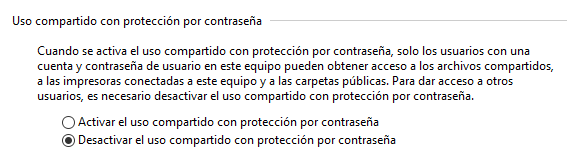 Uso compartido con protección por contraseña
Cuando se activa el uso compartido con protección por contraseña, solo los usuarios con una
cuenta y contraseña de usuario en este equipo pueden obtener acceso a los archivos compartidos,
a las impresoras conectadas a este equipo y a las carpetas públicas. Para dar acceso a otros
usuarios, es necesario desactivar el uso compartido con protección por contraseña.
Activar el uso compartido con protección por contraseña
Desactivar el uso compartido con protección por contraseña